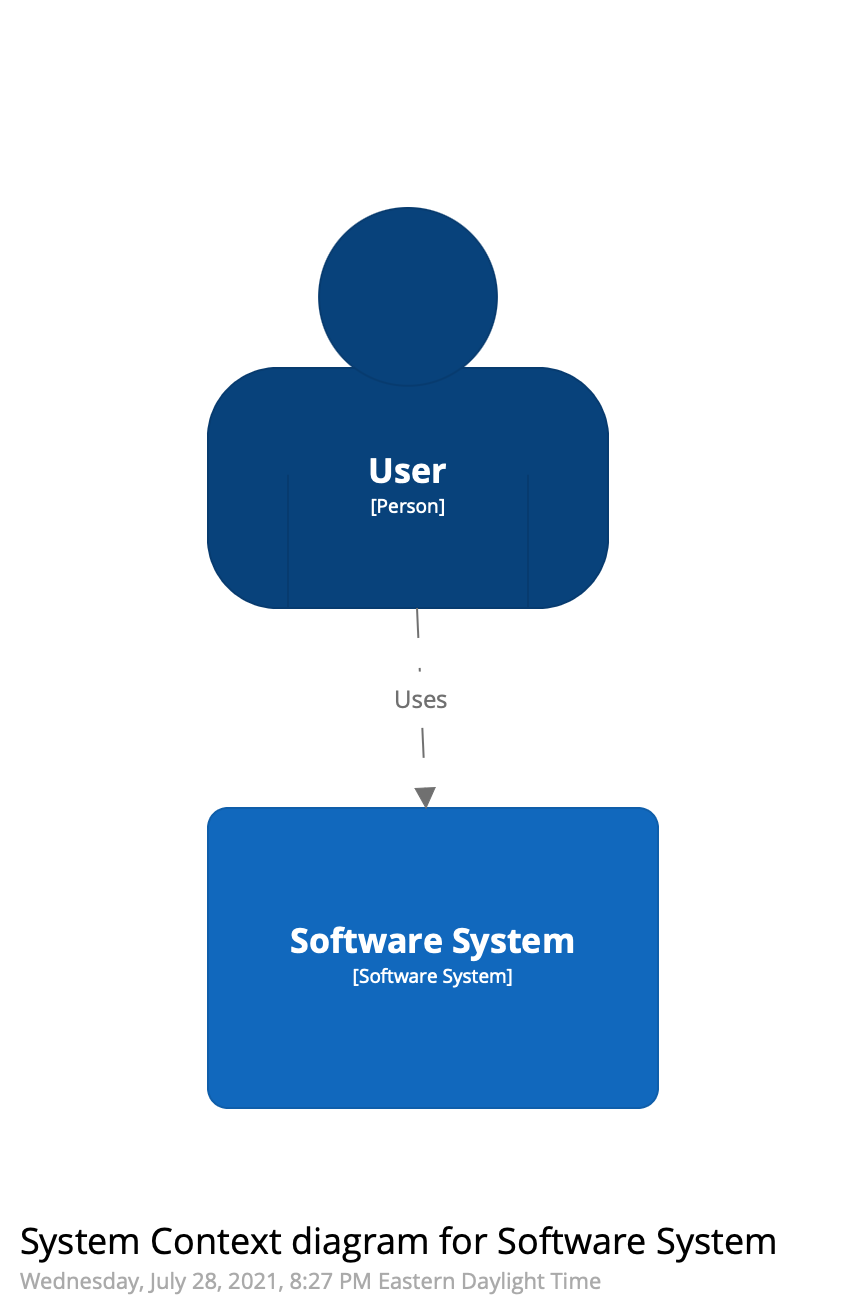 User
[Person]
Uses
Software System
[Software System]
System Context diagram for Software System
Wednesday, July 28, 2021, 8:27 PM Eastern Daylight Time